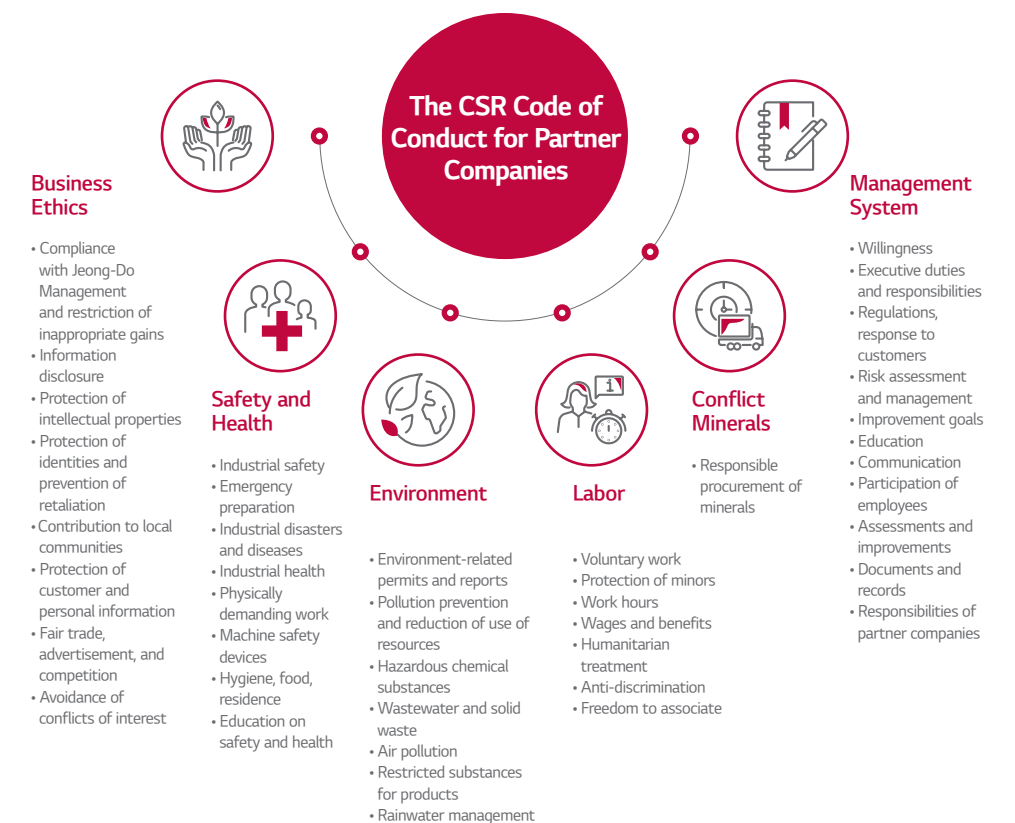 The CSR Code of
Conduct for Partner
Companies
Business
Ethics
• Compliance
with Jeong-Do
Management
and restriction of
inappropriate gains
• Information
disclosure
• Protection of
intellectual properties
• Protection of
identities and
prevention of
retaliation
• Contribution to local
communities
• Protection of
customer and
personal information
• Fair trade,
advertisement, and
competition
• Avoidance of
conflicts of interest
Safety and
Health
• Industrial safety
• Emergency
preparation
• Industrial disasters
and diseases
• Industrial health
• Physically
demanding work
• Machine safety
devices
• Hygiene, food,
residence
• Education on
safety and health
Environment
• Environment-related
permits and reports
• Pollution prevention
and reduction of use of
resources
• Hazardous chemical
substances
• Wastewater and solid
waste
• Air pollution
• Restricted substances
for products
• Rainwater management
1
Labor
• Voluntary work
• Protection of minors
• Work hours
• Wages and benefits
• Humanitarian
treatment
• Anti-discrimination
• Freedom to associate
Conflict
Minerals
• Responsible
procurement of
minerals
Management
System
• Willingness
• Executive duties
and responsibilities
• Regulations,
response to
customers
• Risk assessment
and management
• Improvement goals
• Education
• Communication
• Participation of
employees
• Assessments and
improvements
• Documents and
records
• Responsibilities of
partner companies